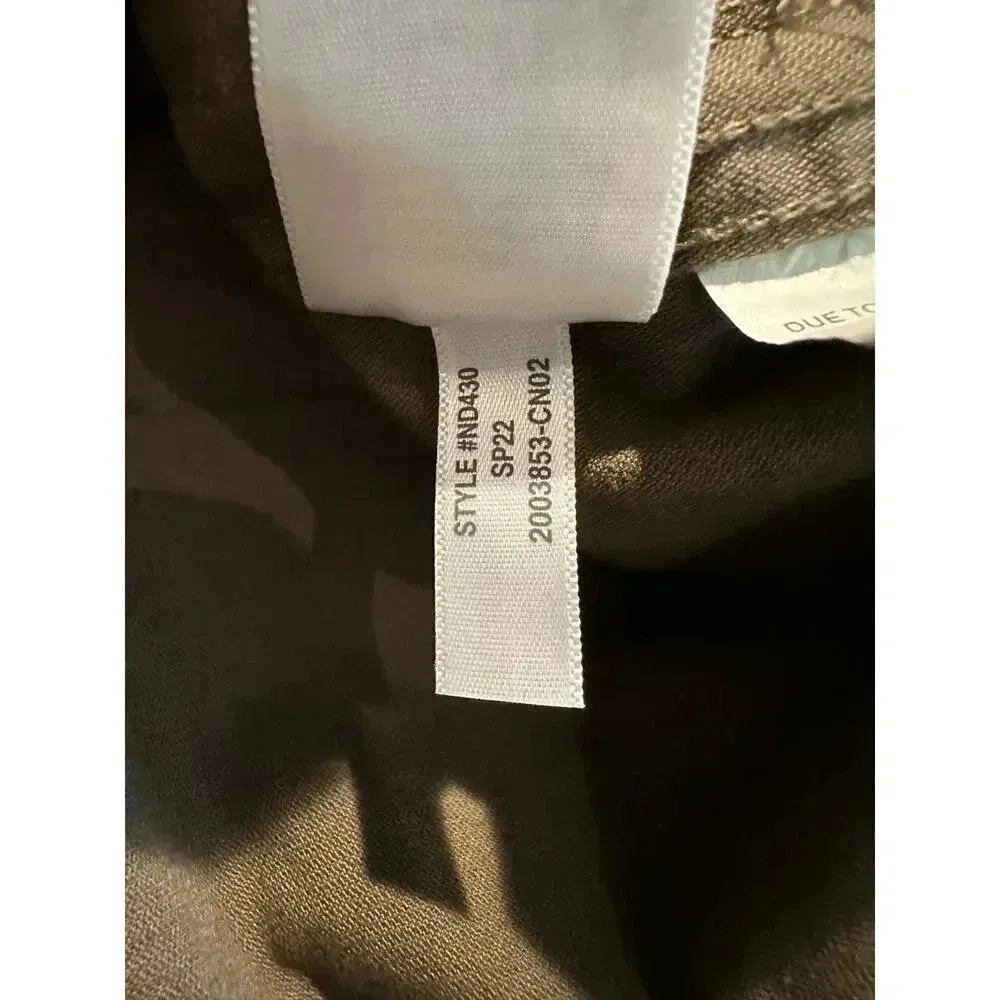 STYLE #ND430
SP22
2003853-CN02
DUE TO